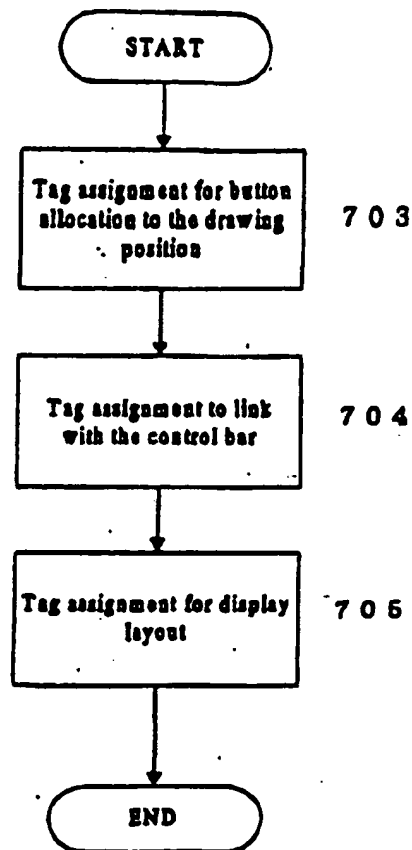 START
Tag assignment for button
allocation to the drawing
position
703
Tag assignment to link
with the control bar
704
Tag assignment for display
layout
705
END